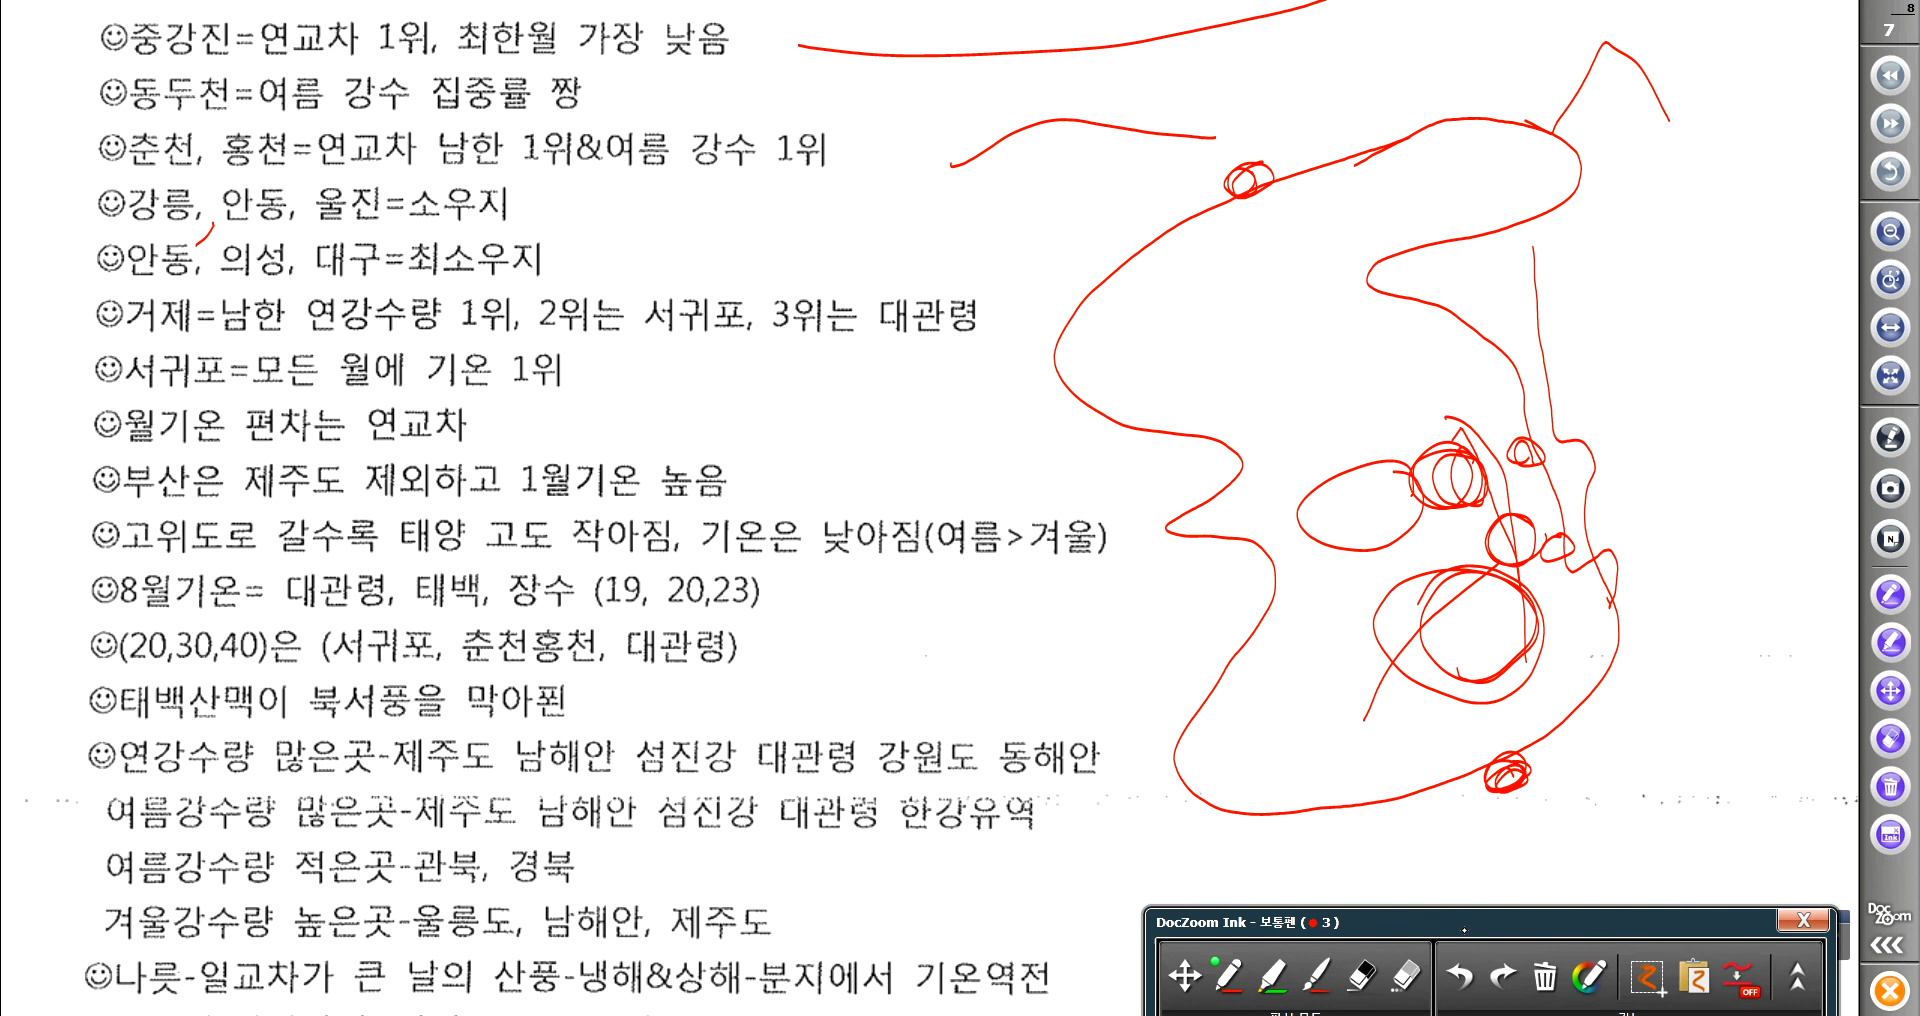 ☺중강진=연교차 1위, 최한월 가장 낮음
☺동두천=여름 강수 집중률 짱
☺춘천, 홍천=연교차 남한 1위&여름 강수 1위
☺강릉, 안동, 울진=소우지
☺안동, 의성, 대구=최소우지
☺거제=남한 연강수량 1위, 2위는 서귀포, 3위는 대관령
☺서귀포=모든 월에 기온 1위
☺월기온 편차는 연교차
☺부산은 제주도 제외하고 1월기온 높음
☺고위도로 갈수록 태양 고도 작아짐, 기온은 낮아짐(여름>겨울)
☺8월기온= 대관령, 태백, 장수 (19, 20,23)
☺(20,30,40)은 (서귀포, 춘천홍천, 대관령)
☺태백산맥이 북서풍을 막아푄
☺연강수량 많은곳-제주도 남해안 섬진강 대관령 강원도 동해안
여름강수량 많은곳-제주도 남해안 섬진강 대관령 한강유역
여름강수량 적은곳-관북, 경북
겨울강수량 높은곳-울릉도, 남해안, 제주도
☺나릇-일교차가 큰 날의 산풍-냉해&상해-분지에서 기온역전
8
7
N
Ink
Doc Zoom
DocZoom Ink - 보통펜 ( 3 )
X
OFF